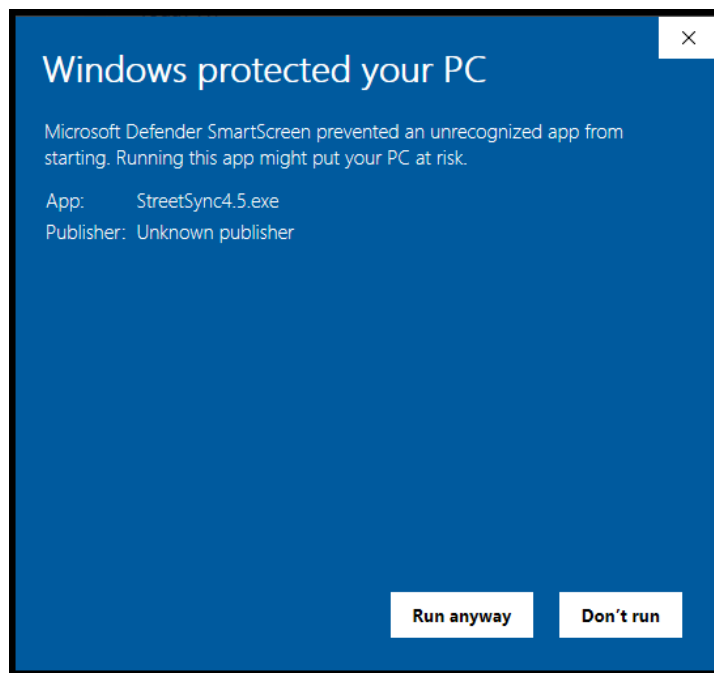 Windows protected your PC
Microsoft Defender SmartScreen prevented an unrecognized app from
starting. Running this app might put your PC at risk.
App: StreetSync4.5.exe
Publisher: Unknown publisher
Run anyway Don't run